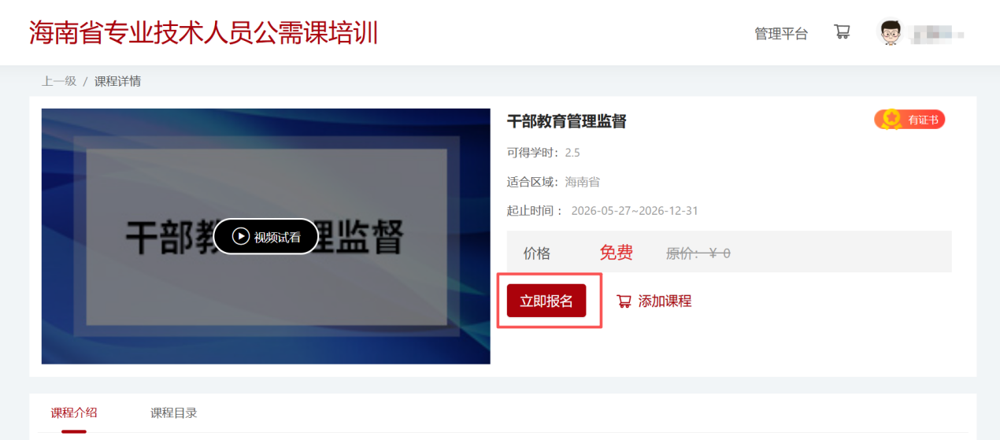 海南省专业技术人员公需课培训
管理平台
上一级 / 课程详情
干部教育管理监督
有证书
可得学时：2.5
适合区域：海南省
起止时间： 2026-05-27~2026-12-31
干部教 理监督
视频试看
价格 免费 原价：￥0
立即报名 添加课程
课程介绍 课程目录